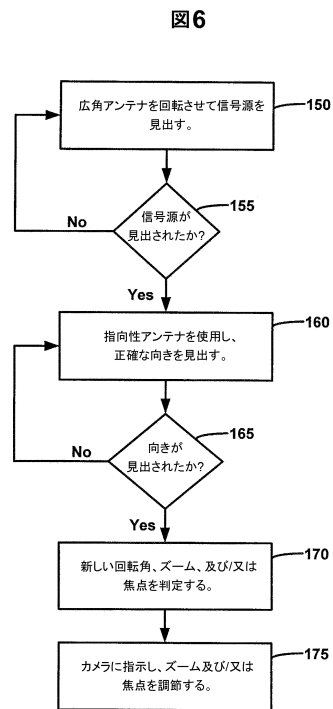 図6
広角アンテナを回転させて信号源を
見出す。
150
信号源が
見出されたか?
155
No
Yes
指向性アンテナを使用し、
正確な向きを見出す。
160
向きが
見出されたか?
165
No
Yes
新しい回転角、ズーム、及び/又は
焦点を判定する。
170
カメラに指示し、ズーム及び/又は
焦点を調節する。
175